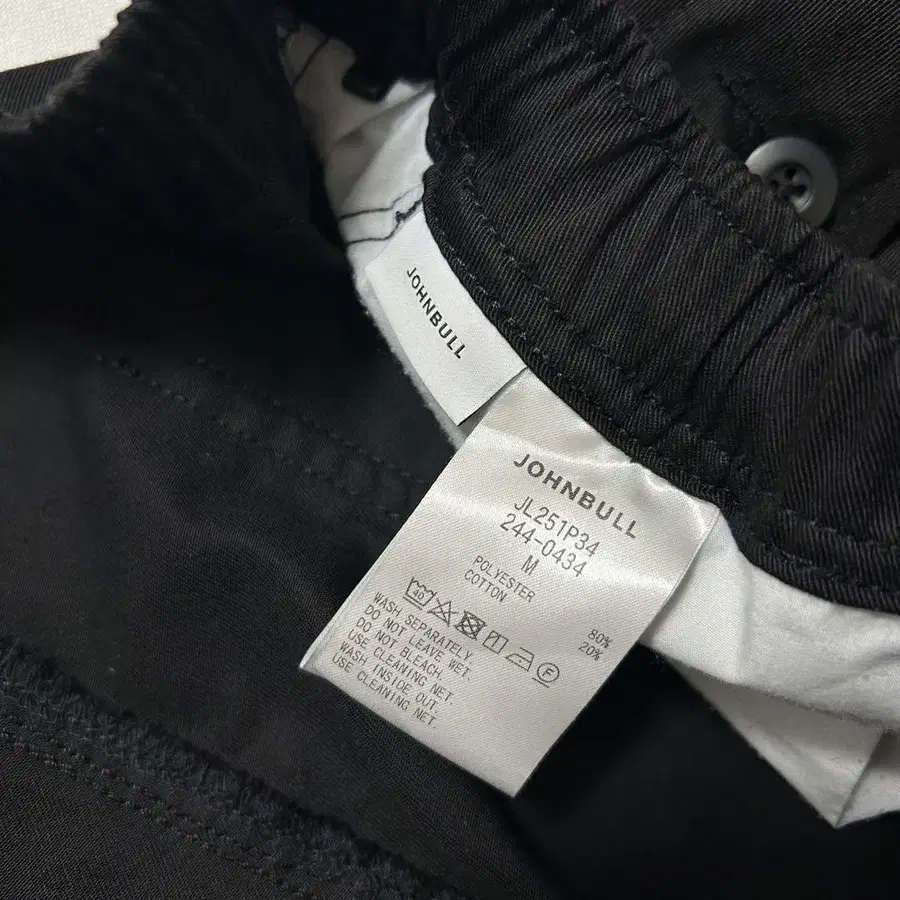 JOHNBULL
JOHNBULL
JL251P34
244-0434
M
POLYESTER 80%
COTTON 20%
40
F
WASH SEPARATELY.
DO NOT LEAVE WET.
DO NOT BLEACH.
USE CLEANING NET.
WASH INSIDE OUT.
USE CLEANING NET.